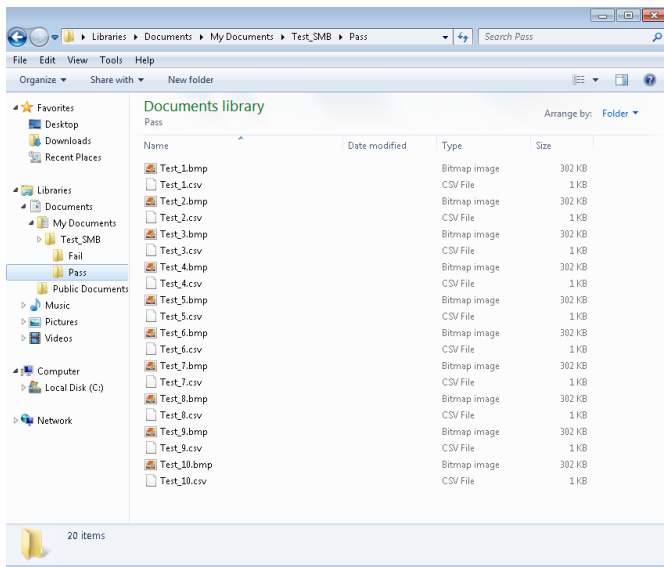 Libraries ▸ Documents ▸ My Documents ▸ Test_SMB ▸ Pass
Search Pass
File Edit View Tools Help
Organize Share with New folder
Favorites
Desktop
Downloads
Recent Places
Libraries
Documents
My Documents
Test_SMB
Fail
Pass
Public Documents
Music
Pictures
Videos
Computer
Local Disk (C:)
Network
Documents library
Pass
Arrange by: Folder
Name Date modified Type Size
Test_1.bmp Bitmap image 302 KB
Test_1.csv CSV File 1 KB
Test_2.bmp Bitmap image 302 KB
Test_2.csv CSV File 1 KB
Test_3.bmp Bitmap image 302 KB
Test_3.csv CSV File 1 KB
Test_4.bmp Bitmap image 302 KB
Test_4.csv CSV File 1 KB
Test_5.bmp Bitmap image 302 KB
Test_5.csv CSV File 1 KB
Test_6.bmp Bitmap image 302 KB
Test_6.csv CSV File 1 KB
Test_7.bmp Bitmap image 302 KB
Test_7.csv CSV File 1 KB
Test_8.bmp Bitmap image 302 KB
Test_8.csv CSV File 1 KB
Test_9.bmp Bitmap image 302 KB
Test_9.csv CSV File 1 KB
Test_10.bmp Bitmap image 302 KB
Test_10.csv CSV File 1 KB
20 items